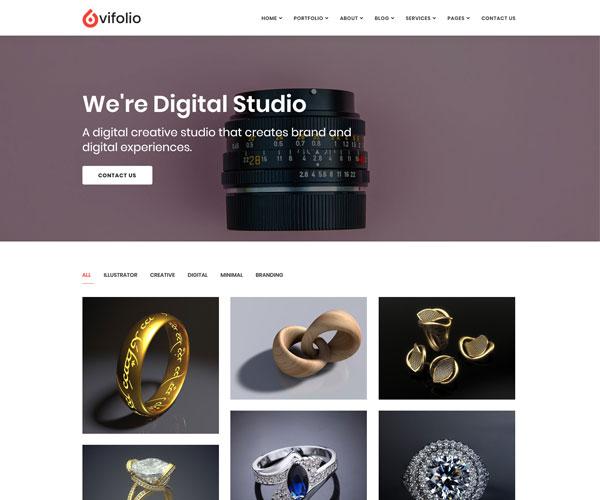 vifolio
HOME PORTFOLIO ABOUT BLOG SERVICES PAGES CONTACT US
We're Digital Studio
A digital creative studio that creates brand and
digital experiences.
CONTACT US
ALL ILLUSTRATOR CREATIVE DIGITAL MINIMAL BRANDING